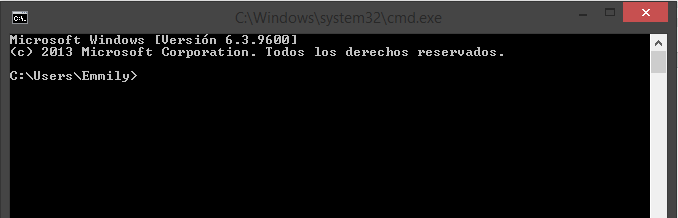 C:\Windows\system32\cmd.exe
Microsoft Windows [Versión 6.3.9600]
(c) 2013 Microsoft Corporation. Todos los derechos reservados.
C:\Users\Emmily>